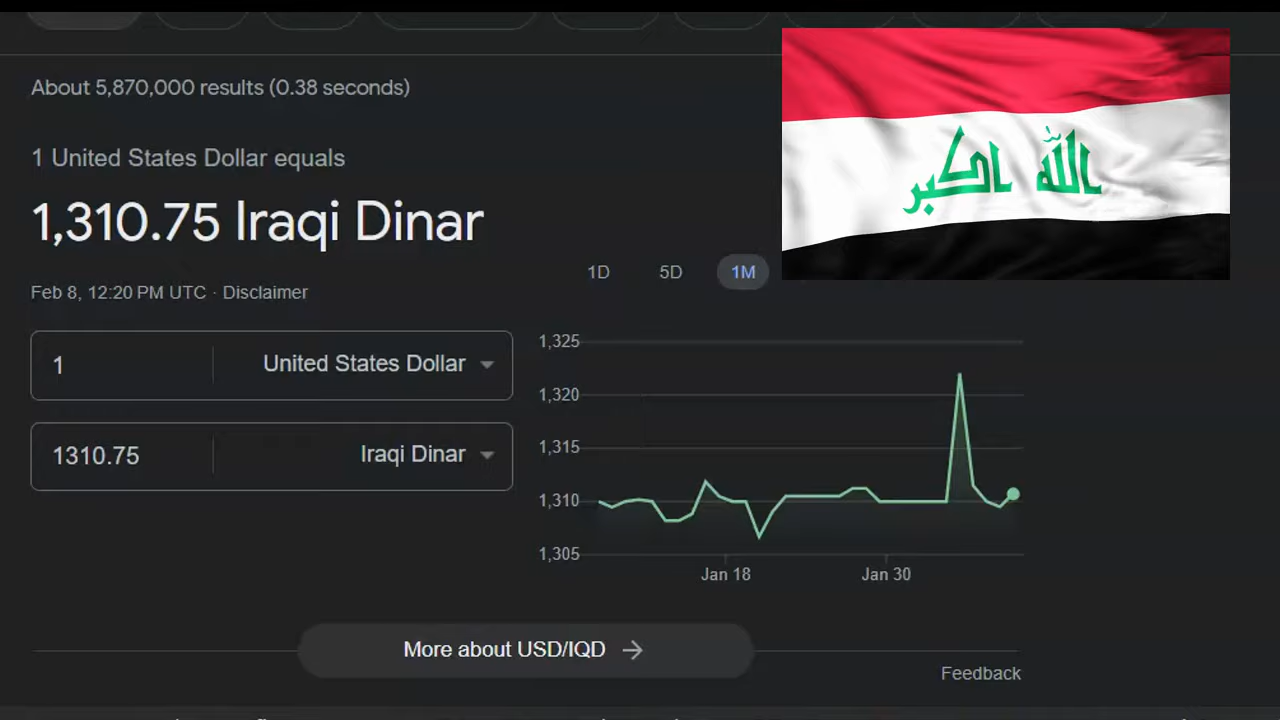 About 5,870,000 results (0.38 seconds)
1 United States Dollar equals
1,310.75 Iraqi Dinar
Feb 8, 12:20 PM UTC · Disclaimer
1 United States Dollar
1310.75 Iraqi Dinar
الله اكبر
1D 5D 1M
1,325
1,320
1,315
1,310
1,305
Jan 18 Jan 30
More about USD/IQD
Feedback